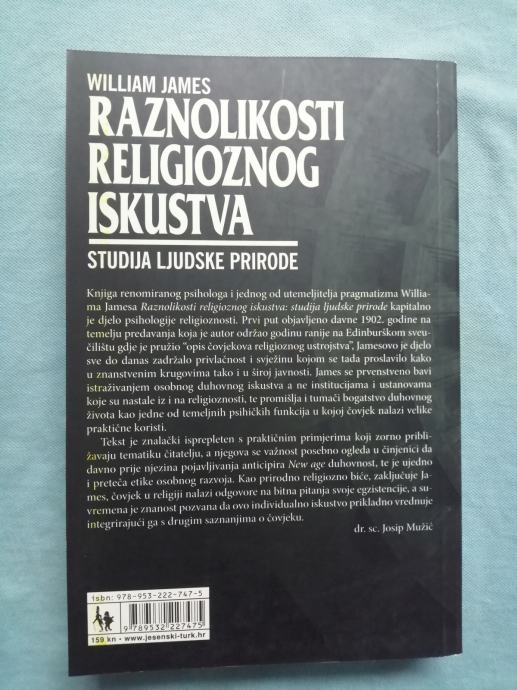 WILLIAM JAMES
RAZNOLIKOSTI
RELIGIOZNOG
ISKUSTVA
STUDIJA LJUDSKE PRIRODE
Knjiga renomiranog psihologa i jednog od utemeljitelja pragmatizma Willia-
ma Jamesa Raznolikosti religioznog iskustva: studija ljudske prirode kapitalno
je djelo psihologije religioznosti. Prvi put objavljeno davne 1902. godine na
temelju predavanja koja je autor održao godinu ranije na Edinburškom sveu-
čilištu gdje je pružio "opis čovjekova religioznog ustrojstva", Jamesovo je djelo
sve do danas zadržalo privlačnost i svježinu kojom se tada proslavilo kako
u znanstvenim krugovima tako i u široj javnosti. James se prvenstveno bavi
istraživanjem osobnog duhovnog iskustva a ne institucijama i ustanovama
koje su nastale iz i na religioznosti, te promišlja i tumači bogatstvo duhovnog
života kao jedne od temeljnih psihičkih funkcija u kojoj čovjek nalazi velike
praktične koristi.
Tekst je znalački isprepleten s praktičnim primjerima koji zorno pribli-
žavaju tematiku čitatelju, a njegova se važnost posebno ogleda u činjenici da
davno prije njezina pojavljivanja anticipira New age duhovnost, te je ujedno
i preteča etike osobnog razvoja. Kao prirodno religiozno biće, zaključuje Ja-
mes, čovjek u religiji nalazi odgovore na bitna pitanja svoje egzistencije, a su-
vremena je znanost pozvana da ovo individualno iskustvo prikladno vrednuje
integrirajući ga s drugim saznanjima o čovjeku.
dr. sc. Josip Mužić
isbn: 978-953-222-747-5
9789532227475
159 kn • www.jesenski-turk.hr